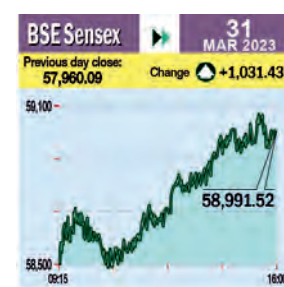 BSE Sensex
31
MAR 2023
Previous day close:
57,960.09
Change +1,031.43
59,100
58,991.52
58,500
09:15 16:00